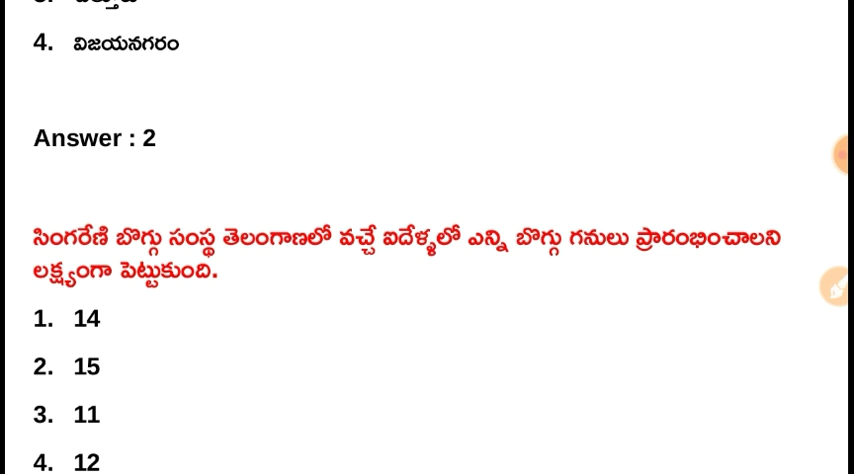 4. విజయనగరం
Answer : 2
సింగరేణి బొగ్గు సంస్థ తెలంగాణలో వచ్చే ఐదేళ్ళలో ఎన్ని బొగ్గు గనులు ప్రారంభించాలని
లక్ష్యంగా పెట్టుకుంది.
1. 14
2. 15
3. 11
4. 12